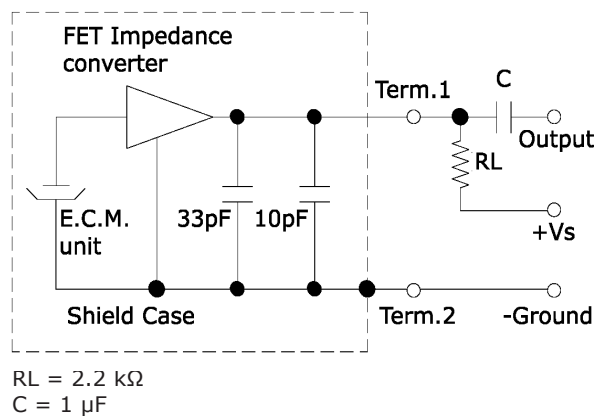 FET Impedance
converter
Term.1
C
Output
RL
E.C.M.
unit
33pF
10pF
+Vs
Shield Case
Term.2
-Ground
RL = 2.2 kΩ
C = 1 µF